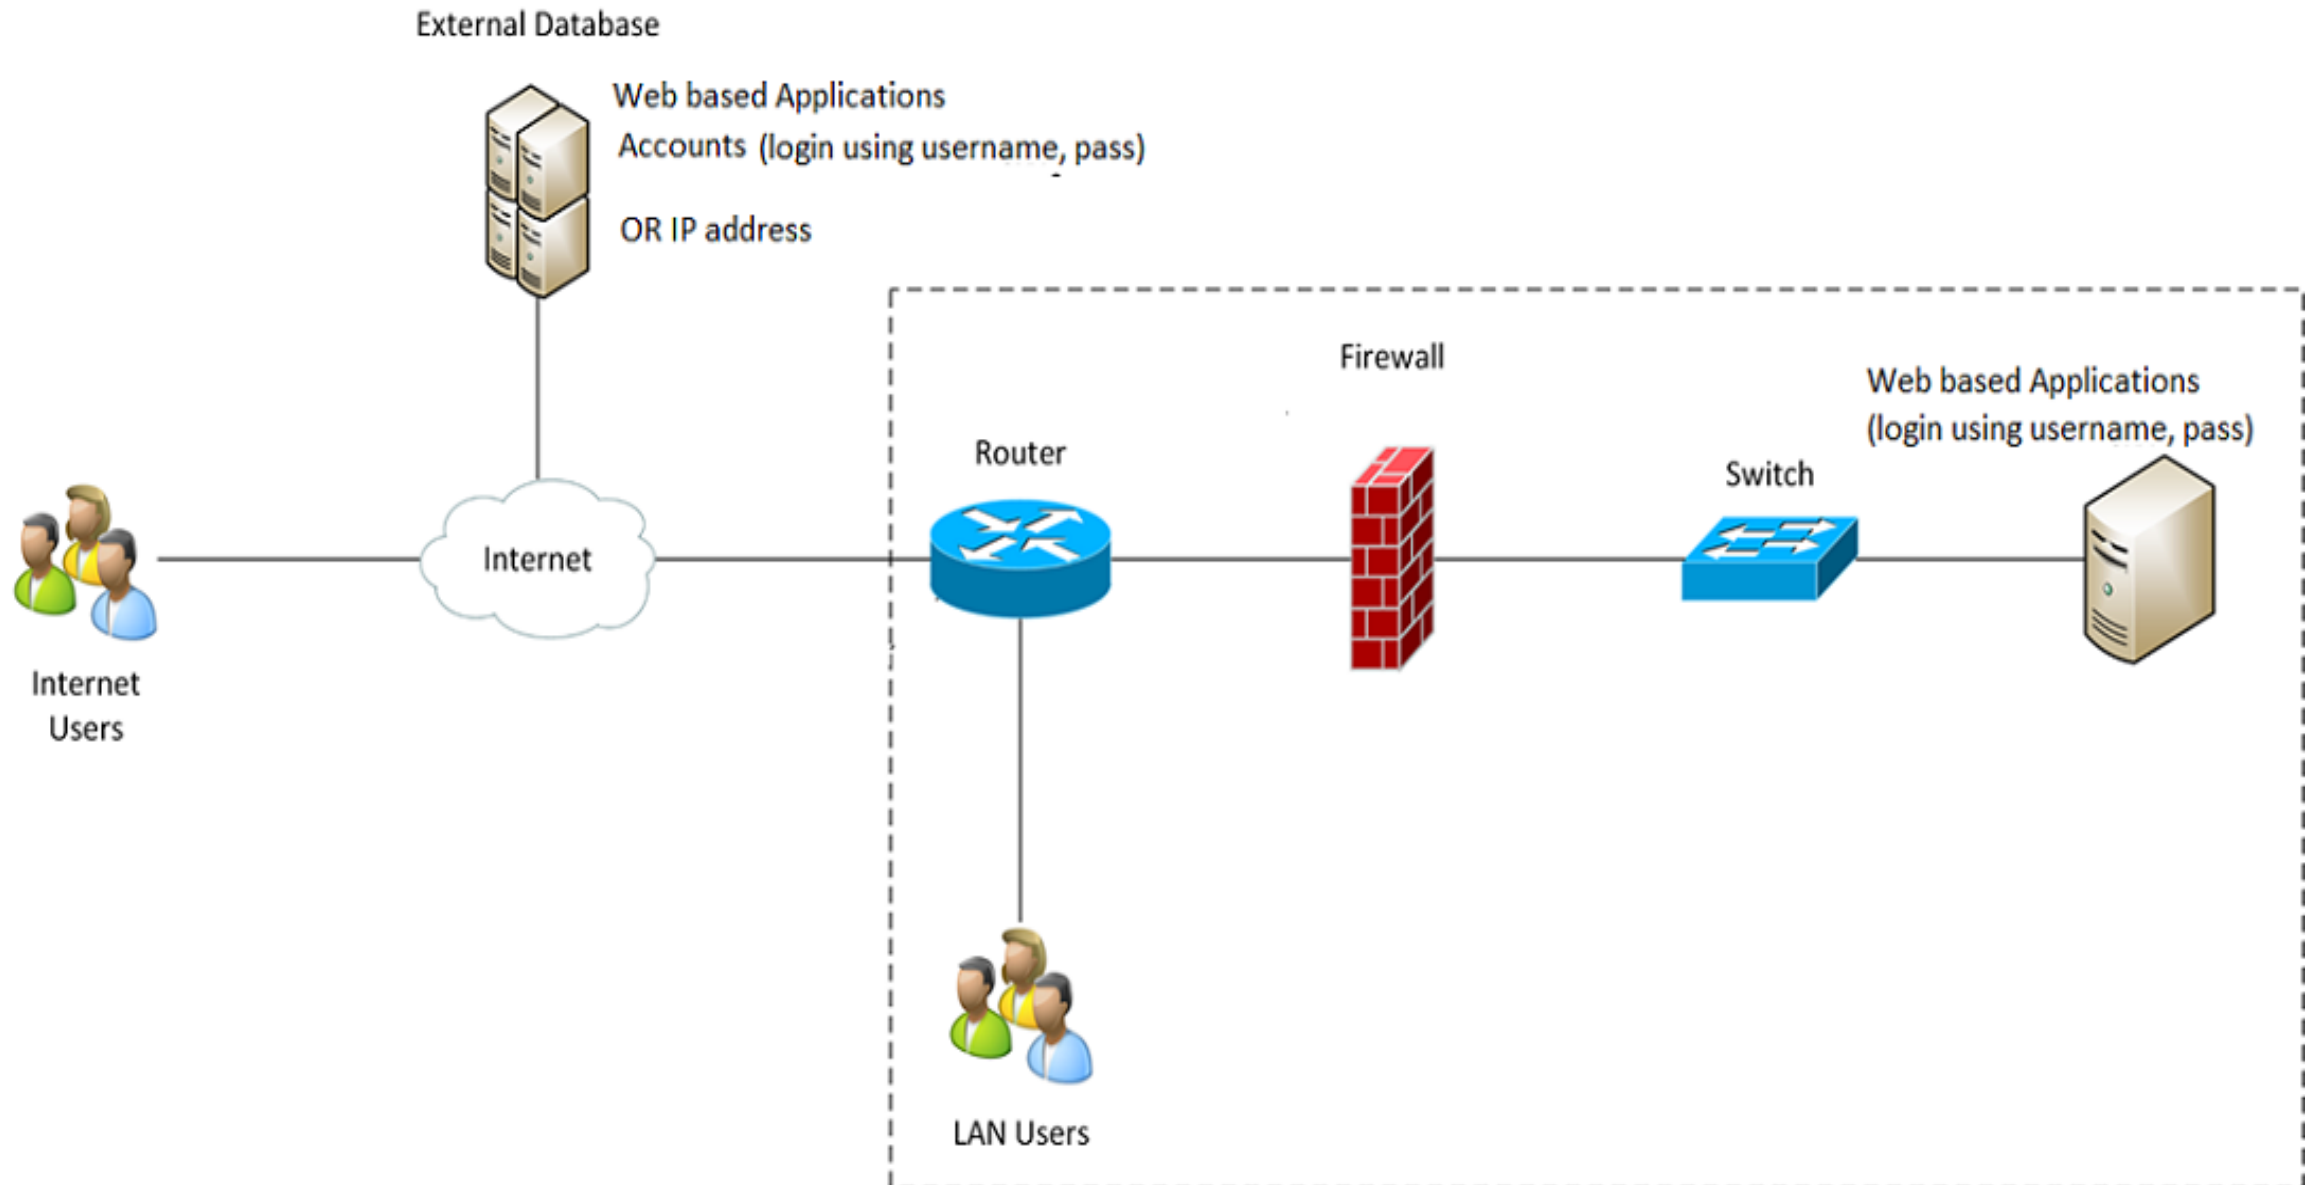 External Database
Web based Applications
Accounts (login using username, pass)
OR IP address
Firewall
Web based Applications
(login using username, pass)
Router
Switch
Internet
Internet
Users
LAN Users